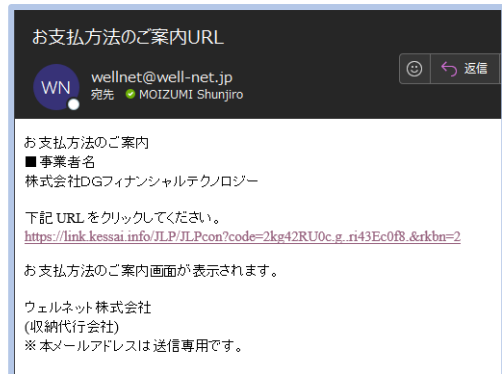 お支払方法のご案内URL
WN
wellnet@well-net.jp
宛先 MOIZUMI Shunjiro
返信
お支払方法のご案内
■事業者名
株式会社DGフィナンシャルテクノロジー
下記 URL をクリックしてください。
https://link.kessai.info/JLP/JLPcon?code=2kg42RU0c.g..ri43Ec0f8.&rkbn=2
お支払方法のご案内画面が表示されます。
ウェルネット株式会社
(収納代行会社)
※本メールアドレスは送信専用です。